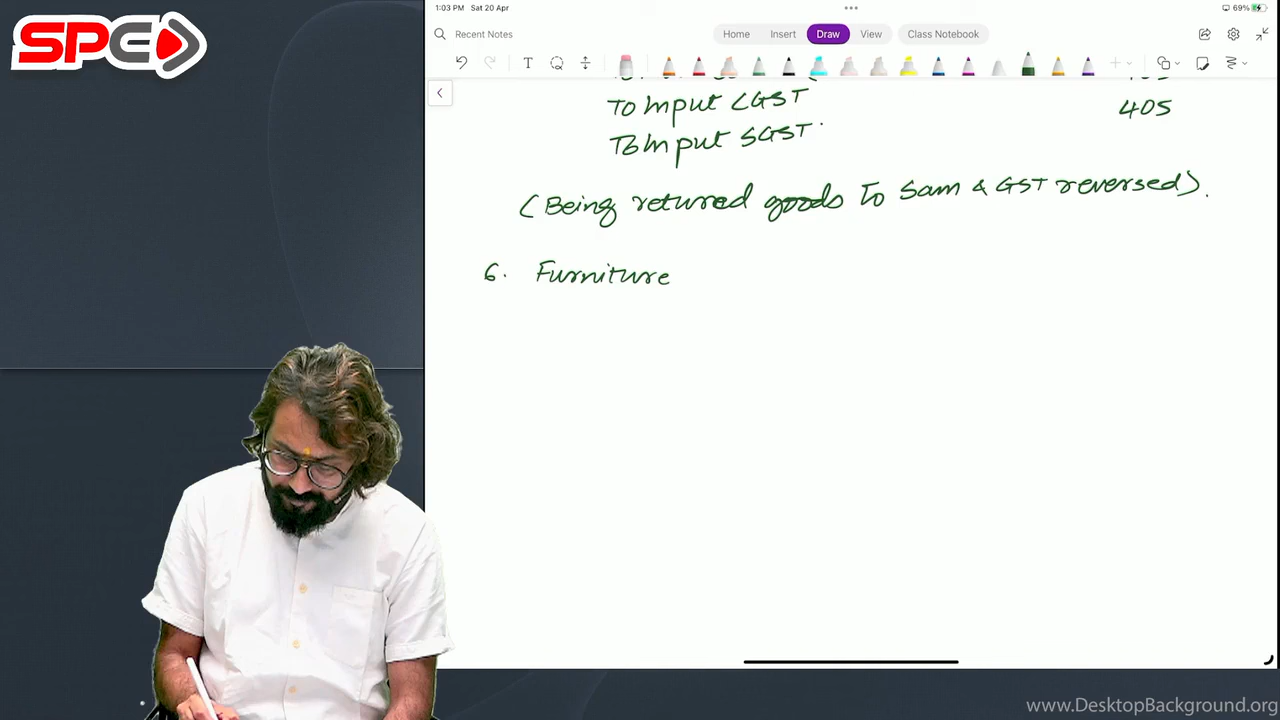 SPE
1:03 PM Sat 20 Apr
69%
Recent Notes
Home Insert Draw View Class Notebook
To Input CGST 405
To Input SGST
(Being returned goods To Sam & GST reversed).
6. Furniture
www.DesktopBackground.org